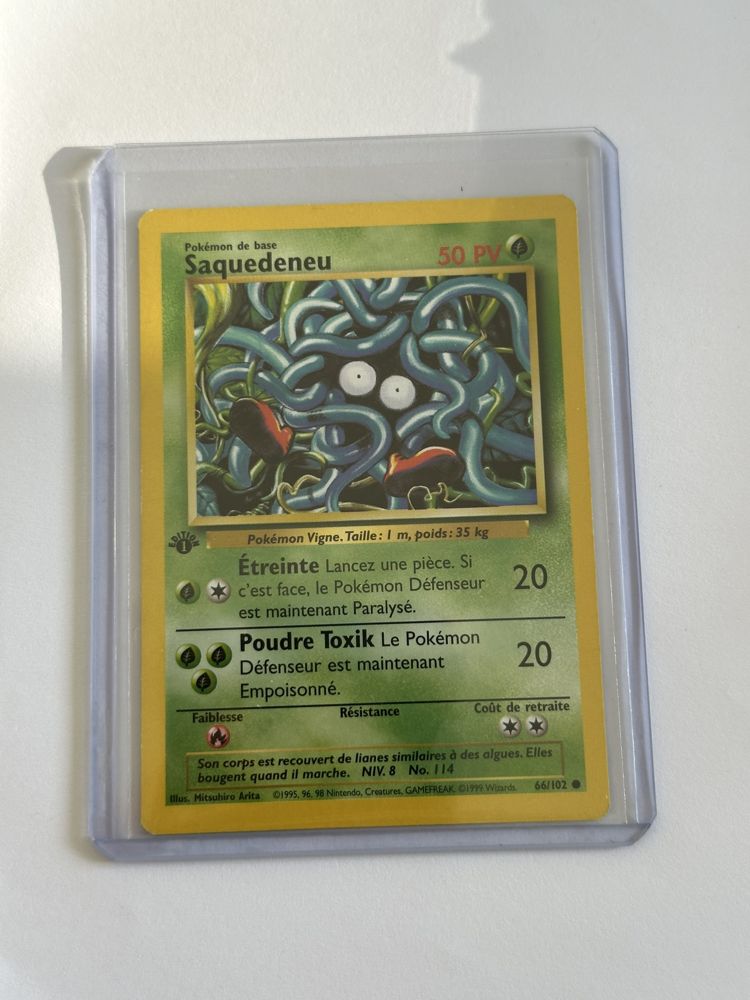 Pokémon de base
Saquedeneu
50 PV
Pokémon Vigne. Taille : 1 m, poids : 35 kg
EDITION
1
Étreinte Lancez une pièce. Si
c'est face, le Pokémon Défenseur
est maintenant Paralysé.
20
Poudre Toxik Le Pokémon
Défenseur est maintenant
Empoisonné.
20
Faiblesse
Résistance
Coût de retraite
Son corps est recouvert de lianes similaires à des algues. Elles
bougent quand il marche. NIV. 8 No. 114
Illus. Mitsuhiro Arita ©1995, 96, 98 Nintendo, Creatures, GAMEFREAK. ©1999 Wizards. 66/102